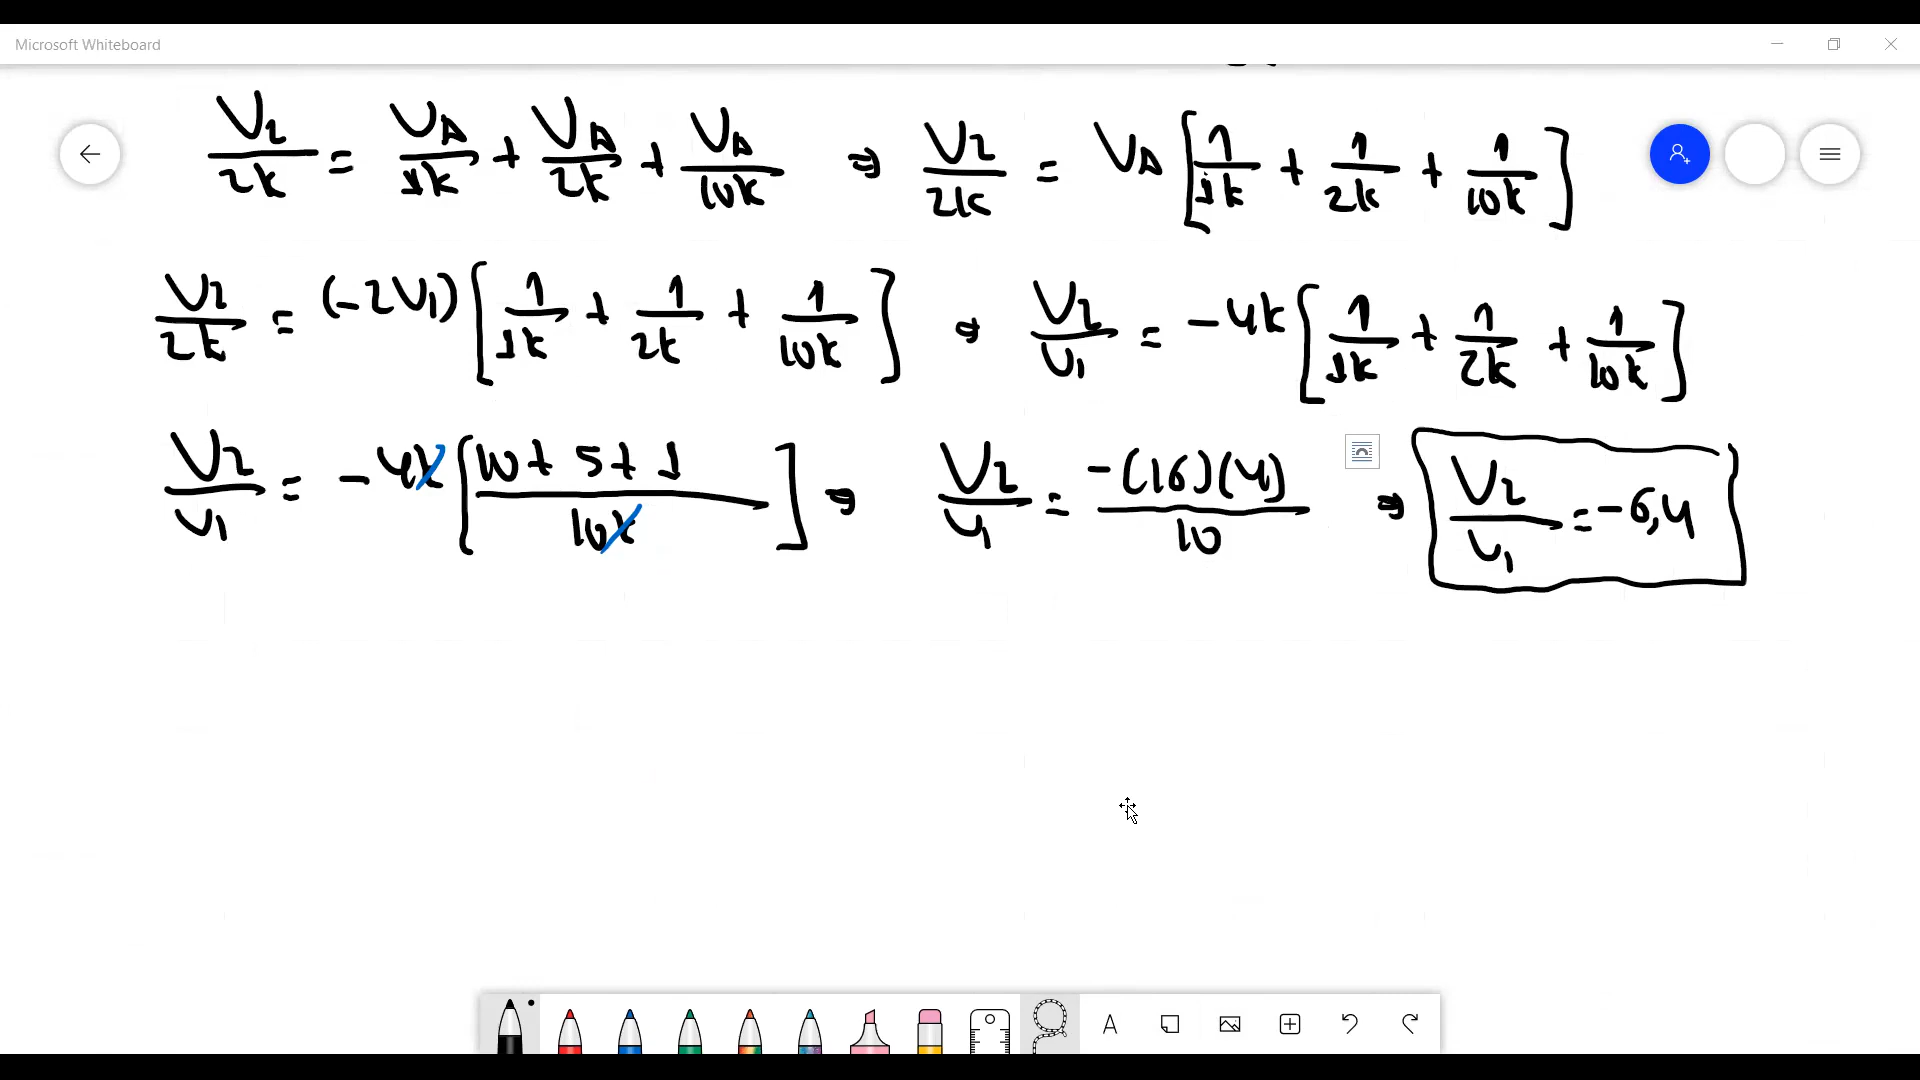 Microsoft Whiteboard
V2/2k = VA/1k + VA/2k + VA/10k ⇒ V2/2k = VA [1/1k + 1/2k + 1/10k]
V2/2k = (-2V1) [1/1k + 1/2k + 1/10k] ⇒ V2/V1 = -4k [1/1k + 1/2k + 1/10k]
V2/V1 = -4k [10 + 5 + 1/10k] ⇒ V2/V1 = -(16)(4)/10 ⇒ V2/V1 = -6,4